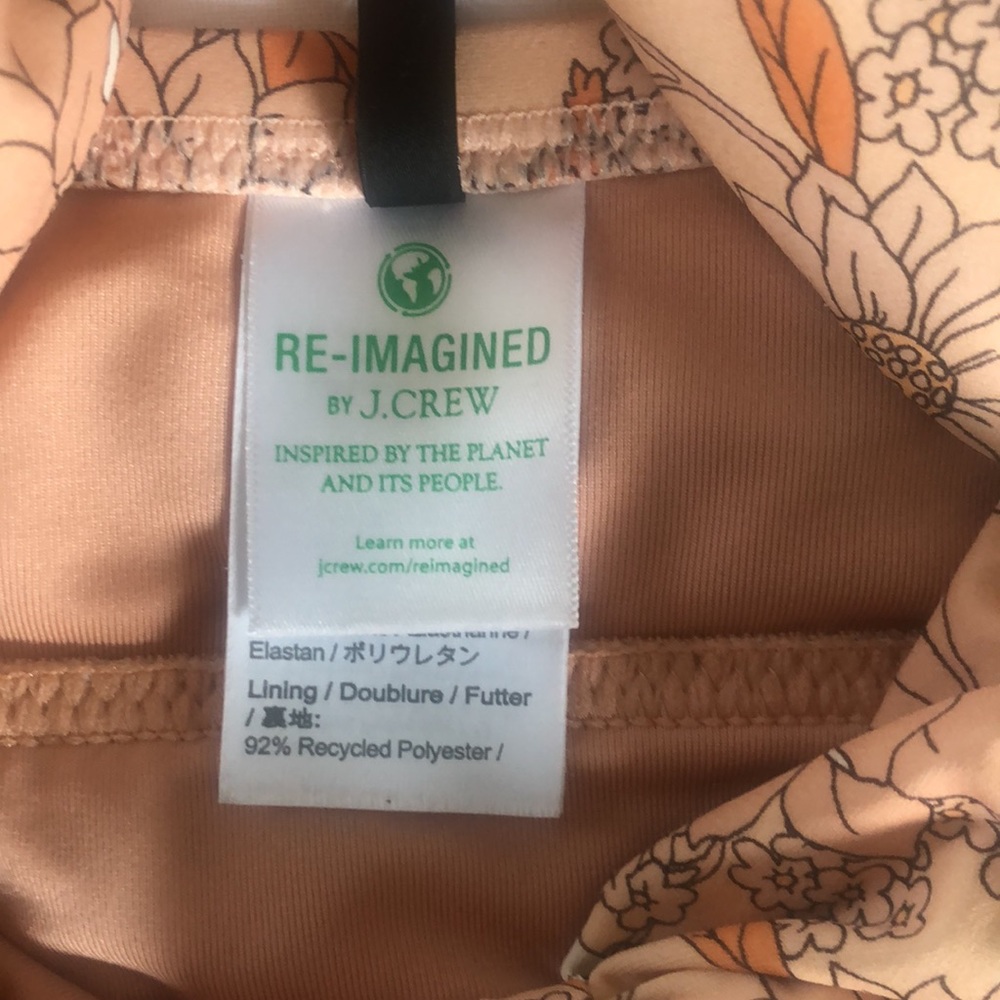 RE-IMAGINED
BY J.CREW
INSPIRED BY THE PLANET
AND ITS PEOPLE.
Learn more at
jcrew.com/reimagined
Elastan / ポリウレタン
Lining / Doublure / Futter
/ 裏地:
92% Recycled Polyester /